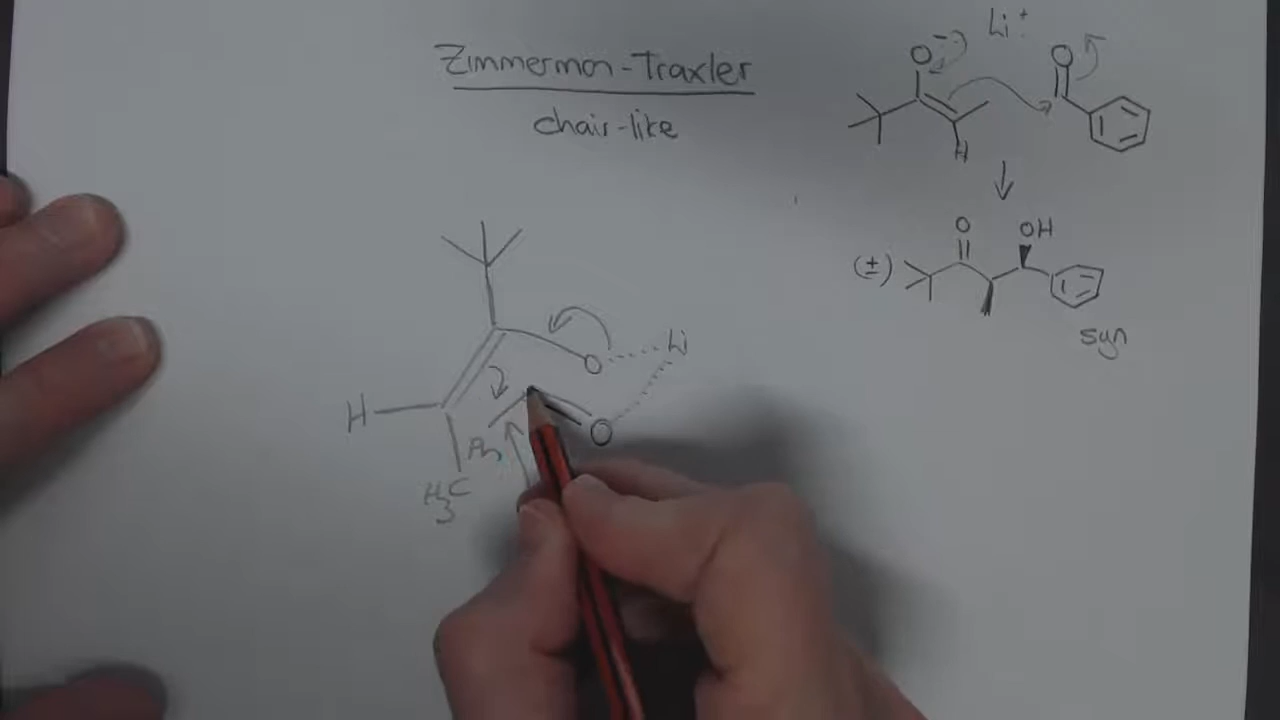 Zimmerman-Traxler
chair-like
O⁻ Li⁺ O
H
O OH
(±)
syn
O Li
H
Ph O
H₃C